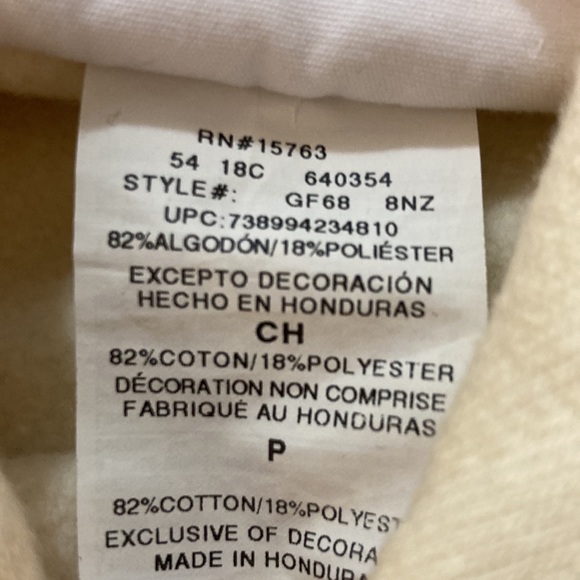 RN#15763
54 18C 640354
STYLE#: GF68 8NZ
UPC:738994234810
82%ALGODÓN/18%POLIÉSTER
EXCEPTO DECORACIÓN
HECHO EN HONDURAS
CH
82%COTON/18%POLYESTER
DÉCORATION NON COMPRISE
FABRIQUÉ AU HONDURAS
P
82%COTTON/18%POLYEST
EXCLUSIVE OF DECORA
MADE IN HONDURA